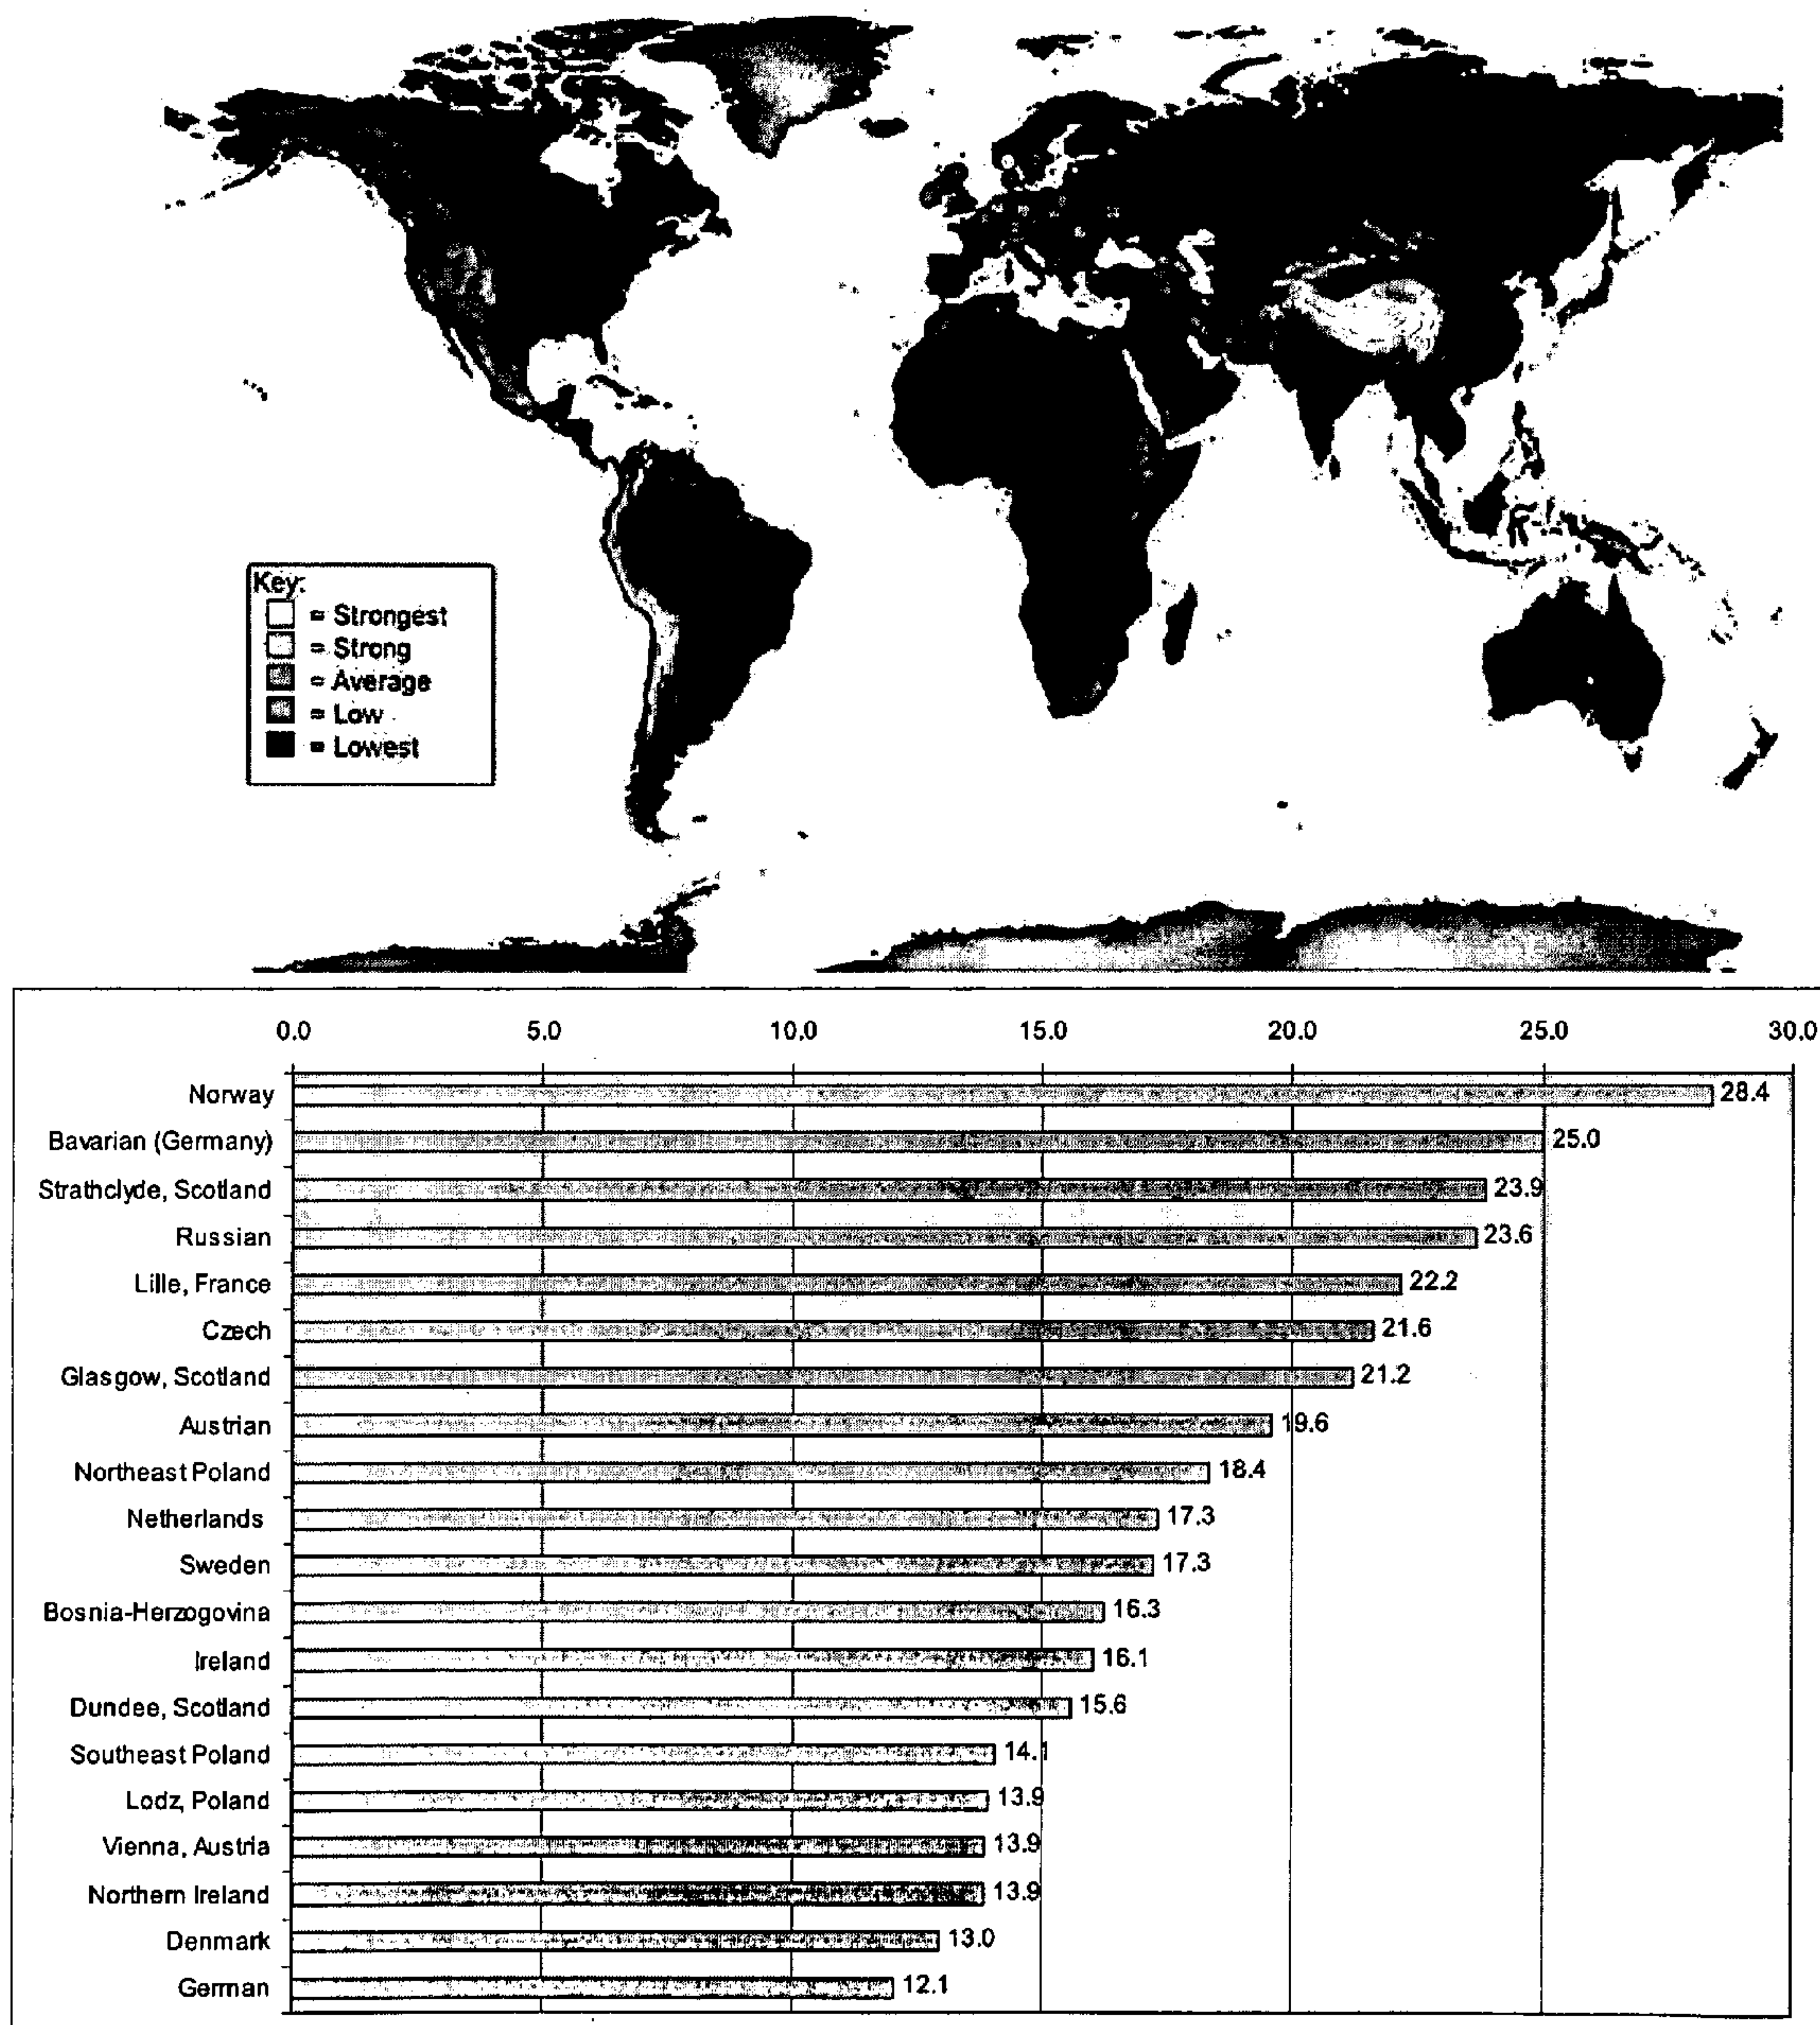 Key:
= Strongest
= Strong
= Average
= Low
= Lowest
0.0 5.0 10.0 15.0 20.0 25.0 30.0
Norway 28.4
Bavarian (Germany) 25.0
Strathclyde, Scotland 23.9
Russian 23.6
Lille, France 22.2
Czech 21.6
Glasgow, Scotland 21.2
Austrian 19.6
Northeast Poland 18.4
Netherlands 17.3
Sweden 17.3
Bosnia-Herzogovina 16.3
Ireland 16.1
Dundee, Scotland 15.6
Southeast Poland 14.1
Lodz, Poland 13.9
Vienna, Austria 13.9
Northern Ireland 13.9
Denmark 13.0
German 12.1